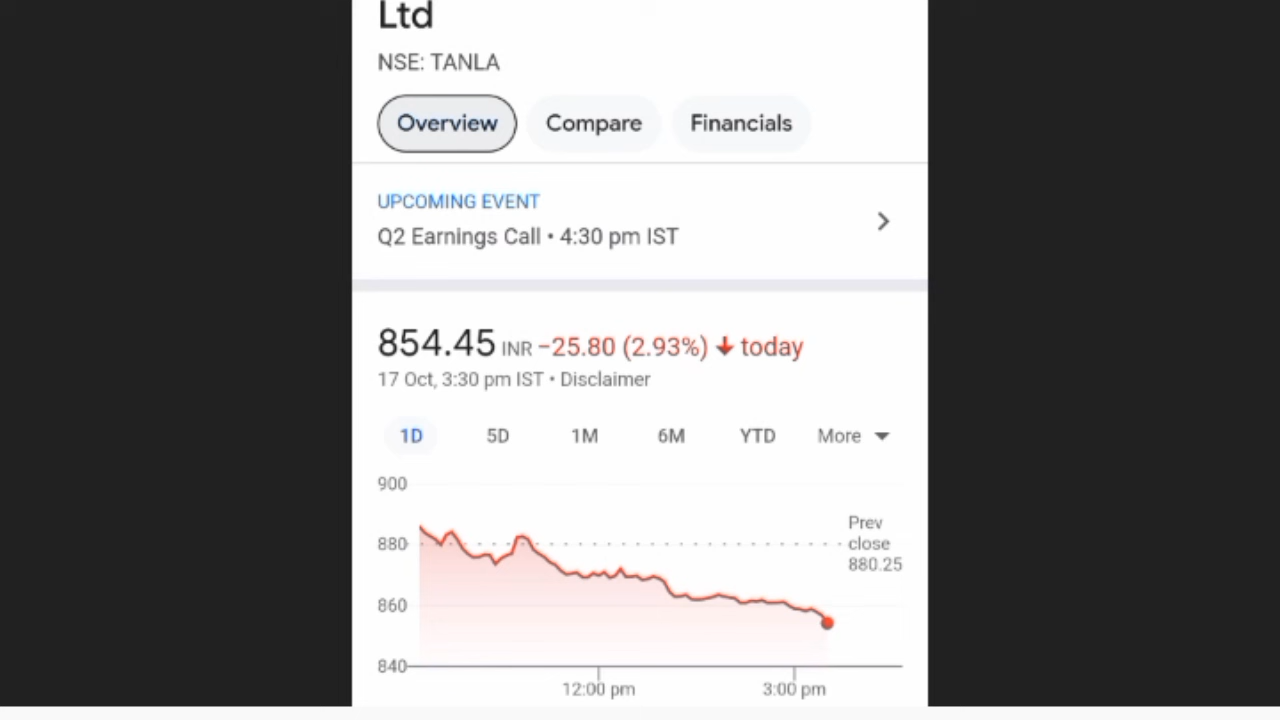 Ltd
NSE: TANLA
Overview Compare Financials
UPCOMING EVENT
Q2 Earnings Call • 4:30 pm IST
854.45 INR −25.80 (2.93%) ↓ today
17 Oct, 3:30 pm IST • Disclaimer
1D 5D 1M 6M YTD More
900
880
860
840
Prev
close
880.25
12:00 pm 3:00 pm